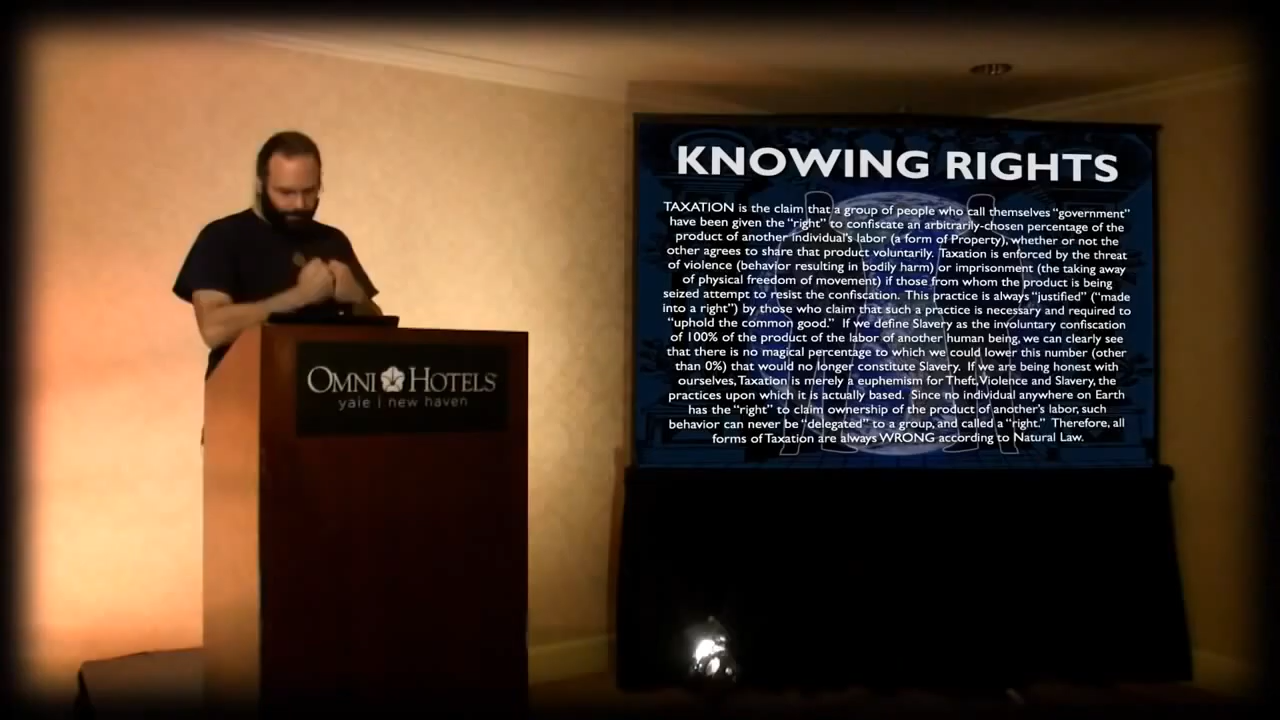 KNOWING RIGHTS
TAXATION is the claim that a group of people who call themselves "government"
have been given the "right" to confiscate an arbitrarily-chosen percentage of the
product of another individual's labor (a form of Property), whether or not the
other agrees to share that product voluntarily. Taxation is enforced by the threat
of violence (behavior resulting in bodily harm) or imprisonment (the taking away
of physical freedom of movement) if those from whom the product is being
seized attempt to resist the confiscation. This practice is always "justified" ("made
into a right") by those who claim that such a practice is necessary and required to
"uphold the common good." If we define Slavery as the involuntary confiscation
of 100% of the product of the labor of another human being, we can clearly see
that there is no magical percentage to which we could lower this number (other
than 0%) that would no longer constitute Slavery. If we are being honest with
ourselves, Taxation is merely a euphemism for Theft, Violence and Slavery, the
practices upon which it is actually based. Since no individual anywhere on Earth
has the "right" to claim ownership of the product of another's labor, such
behavior can never be "delegated" to a group, and called a "right." Therefore, all
forms of Taxation are always WRONG according to Natural Law.
OMNI HOTELS
yale | new haven